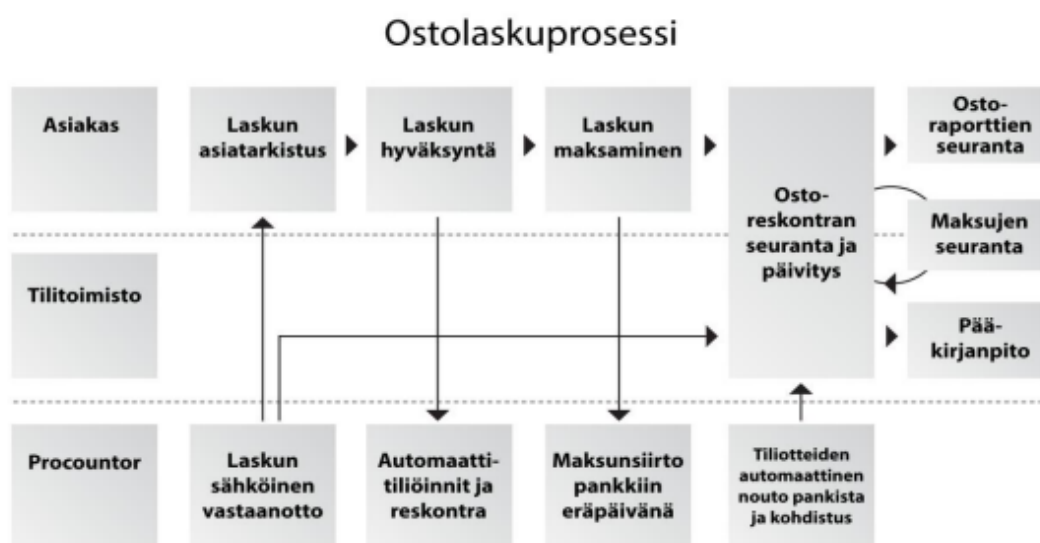 Ostolaskuprosessi
Asiakas
Laskun
asiatarkistus
Laskun
hyväksyntä
Laskun
maksaminen
Osto-
reskontran
seuranta ja
päivitys
Osto-
raporttien
seuranta
Maksujen
seuranta
Tilitoimisto
Pää-
kirjanpito
Procountor
Laskun
sähköinen
vastaanotto
Automaatti-
tiliöinnit ja
reskontra
Maksunsiirto
pankkiin
eräpäivänä
Tiliotteiden
automaattinen
nouto pankista
ja kohdistus